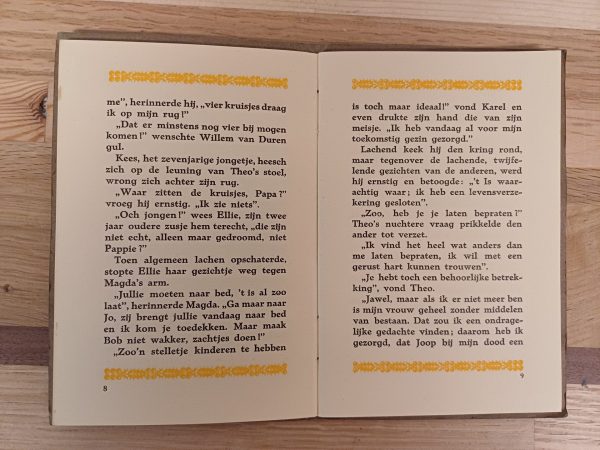 me”, herinnerde hij, „vier kruisjes draag
ik op mijn rug!”
„Dat er minstens nog vier bij mogen
komen!” wenschte Willem van Duren
gul.
Kees, het zevenjarige jongetje, heesch
zich op de leuning van Theo's stoel,
wrong zich achter zijn rug.
„Waar zitten de kruisjes, Papa?”
vroeg hij ernstig. „Ik zie niets”.
„Och jongen!” wees Ellie, zijn twee
jaar oudere zusje hem terecht, „die zijn
niet echt, alleen maar gedroomd, niet
Pappie?”
Toen algemeen lachen opschaterde,
stopte Ellie haar gezichtje weg tegen
Magda's arm.
„Jullie moeten naar bed, 't is al zoo
laat”, herinnerde Magda. „Ga maar naar
Jo, zij brengt jullie vandaag naar bed
en ik kom je toedekken. Maar maak
Bob niet wakker, zachtjes doen!”
„Zoo'n stelletje kinderen te hebben
8
is toch maar ideaal!” vond Karel en
even drukte zijn hand die van zijn
meisje. „Ik heb vandaag al voor mijn
toekomstig gezin gezorgd.”
Lachend keek hij den kring rond,
maar tegenover de lachende, twijfe-
lende gezichten van de anderen, werd
hij ernstig en betoogde: „'t Is waar-
achtig waar; ik heb een levensverze-
kering gesloten”.
„Zoo, heb je je laten bepraten?”
Theo's nuchtere vraag prikkelde den
ander tot verzet.
„Ik vind het heel wat anders dan
me laten bepraten, ik wil met een
gerust hart kunnen trouwen”.
„Je hebt toch een behoorlijke betrek-
king”, vond Theo.
„Jawel, maar als ik er niet meer ben
is mijn vrouw geheel zonder middelen
van bestaan. Dat zou ik een ondrage-
lijke gedachte vinden; daarom heb ik
gezorgd, dat Joop bij mijn dood een
9